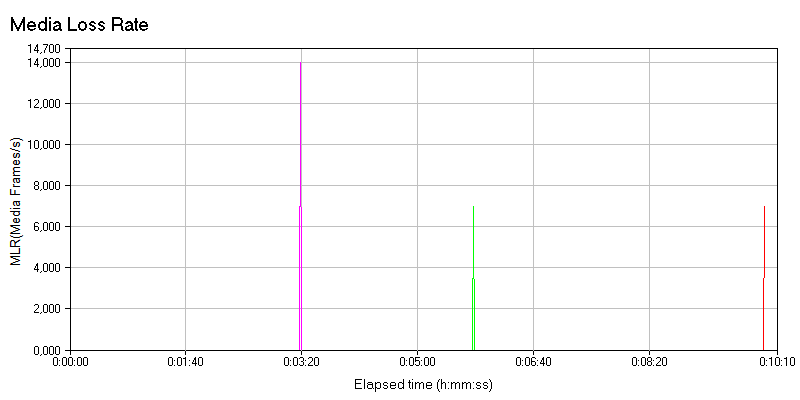 Media Loss Rate
14,700
14,000
12,000
10,000
8,000
6,000
4,000
2,000
0,000
MLR(Media Frames/s)
0:00:00 0:01:40 0:03:20 0:05:00 0:06:40 0:08:20 0:10:10
Elapsed time (h:mm:ss)